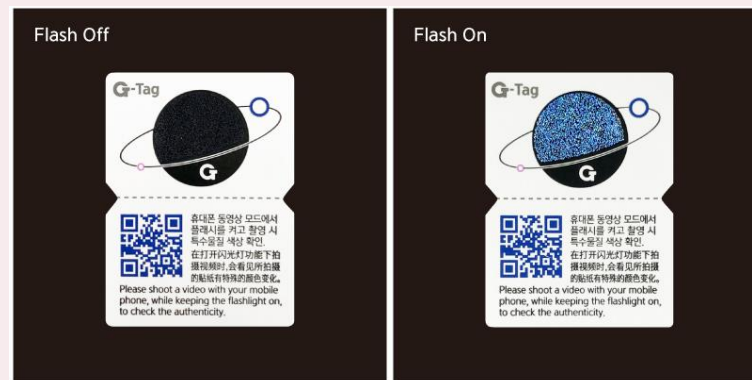 Flash Off
G-Tag
G
휴대폰 동영상 모드에서
플래시를 켜고 촬영 시
특수물질 색상 확인.
在打开闪光灯功能下拍
摄视频时,会看见所拍摄
的贴纸有特殊的颜色变化。
Please shoot a video with your mobile
phone, while keeping the flashlight on,
to check the authenticity.
Flash On
G-Tag
G
휴대폰 동영상 모드에서
플래시를 켜고 촬영 시
특수물질 색상 확인.
在打开闪光灯功能下拍
摄视频时,会看见所拍摄
的贴纸有特殊的颜色变化。
Please shoot a video with your mobile
phone, while keeping the flashlight on,
to check the authenticity.